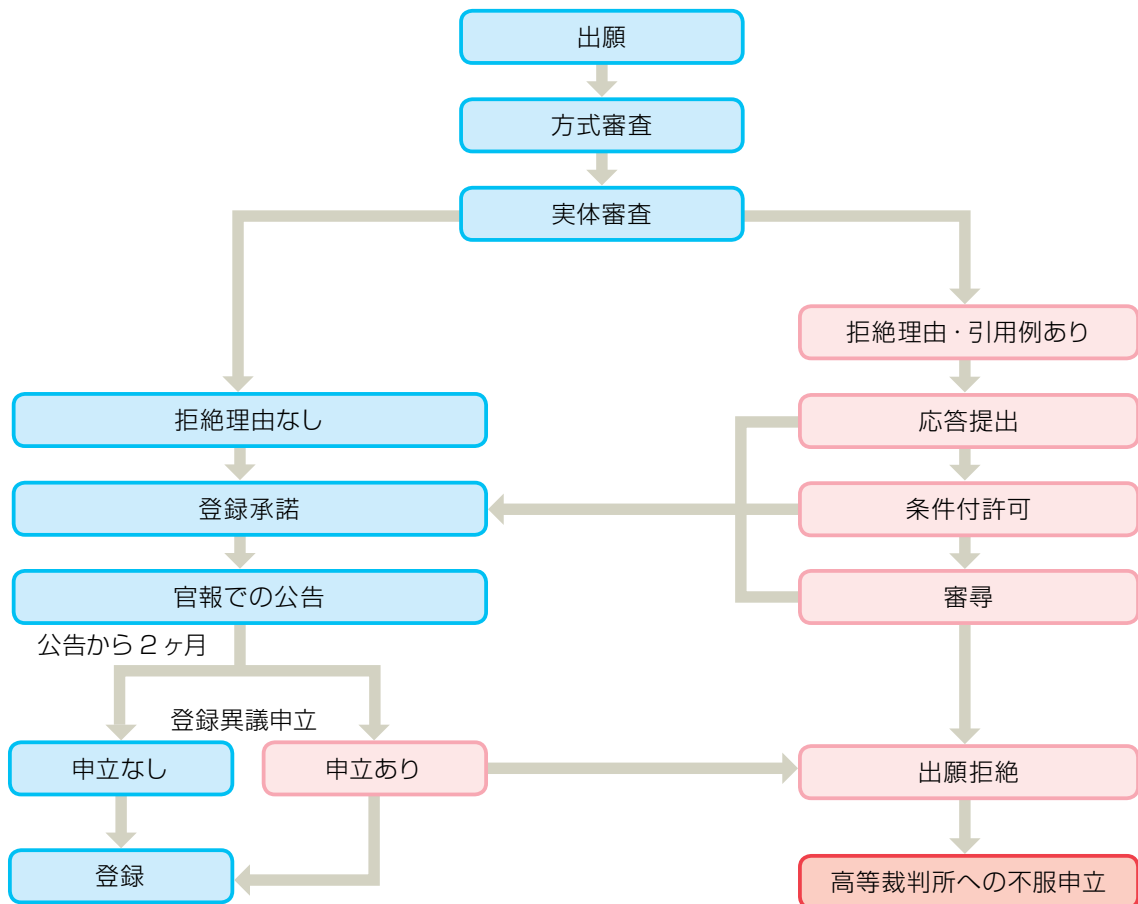 出願
方式審査
実体審査
拒絶理由・引用例あり
拒絶理由なし
応答提出
登録承諾
条件付許可
官報での公告
審尋
公告から2ヶ月
登録異議申立
申立なし
申立あり
出願拒絶
登録
高等裁判所への不服申立